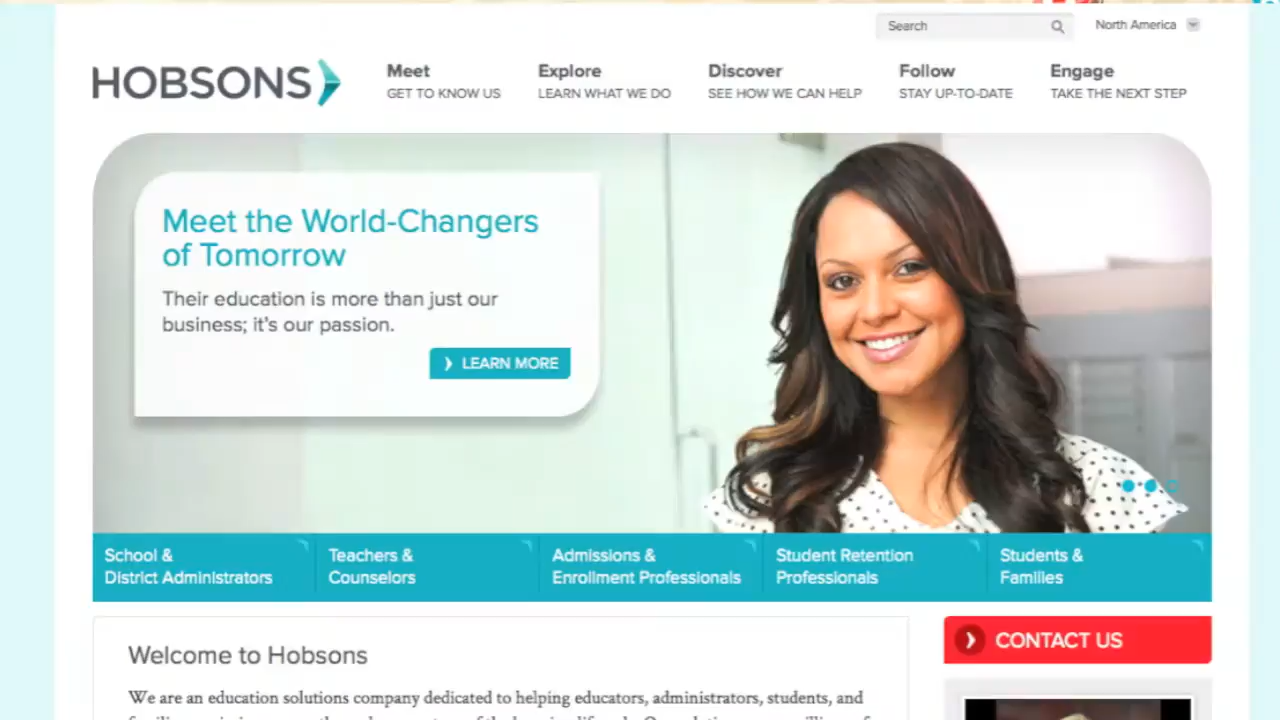 Search
North America
HOBSONS
Meet
GET TO KNOW US
Explore
LEARN WHAT WE DO
Discover
SEE HOW WE CAN HELP
Follow
STAY UP-TO-DATE
Engage
TAKE THE NEXT STEP
Meet the World-Changers
of Tomorrow
Their education is more than just our
business; it's our passion.
LEARN MORE
School &
District Administrators
Teachers &
Counselors
Admissions &
Enrollment Professionals
Student Retention
Professionals
Students &
Families
Welcome to Hobsons
We are an education solutions company dedicated to helping educators, administrators, students, and
CONTACT US